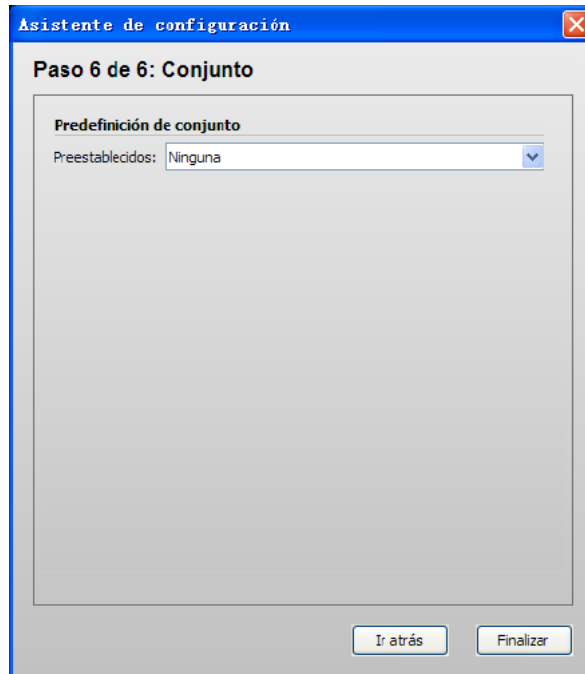 Asistente de configuración
Paso 6 de 6: Conjunto
Predefinición de conjunto
Preestablecidos: Ninguna
Ir atrás Finalizar